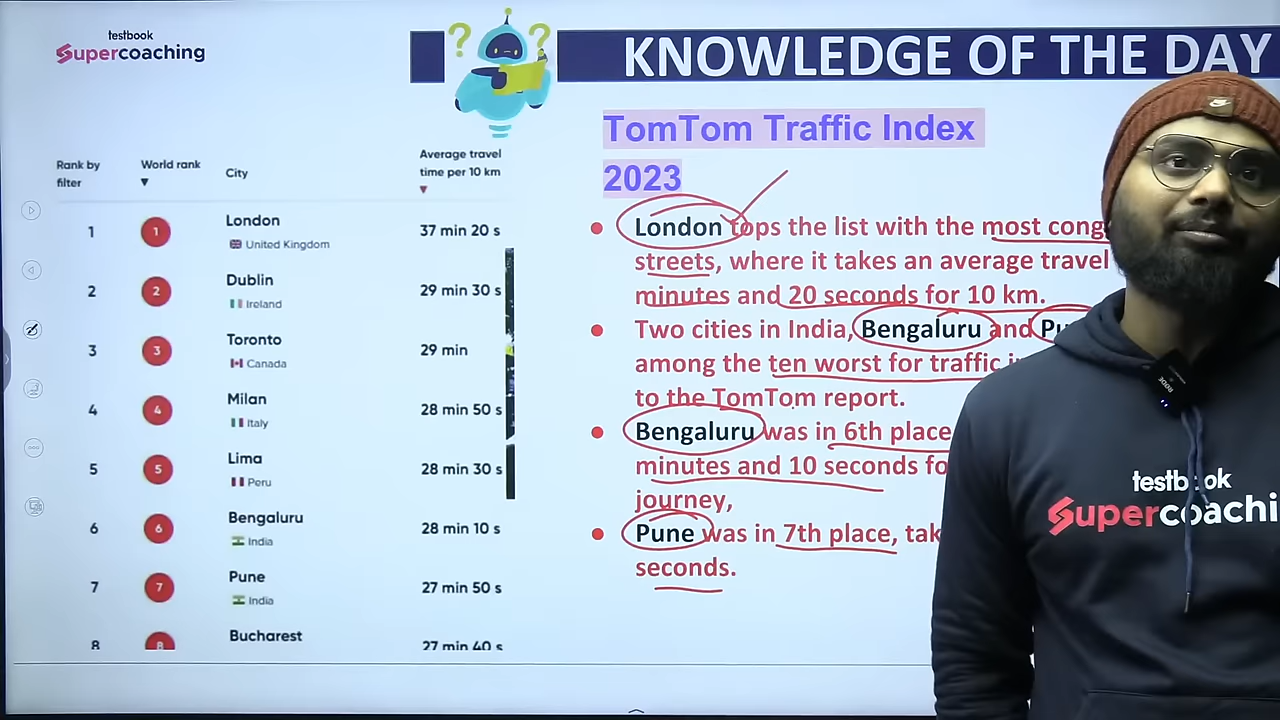 testbook
Supercoaching
KNOWLEDGE OF THE DAY
TomTom Traffic Index
2023
Rank by
filter
World rank
City
Average travel
time per 10 km
1
1
London
United Kingdom
37 min 20 s
2
2
Dublin
Ireland
29 min 30 s
3
3
Toronto
Canada
29 min
4
4
Milan
Italy
28 min 50 s
5
5
Lima
Peru
28 min 30 s
6
6
Bengaluru
India
28 min 10 s
7
7
Pune
India
27 min 50 s
8
8
Bucharest
27 min 40 s
London tops the list with the most
streets, where it takes an average travel
minutes and 20 seconds for 10 km.
Two cities in India, Bengaluru and
among the ten worst for traffic
to the TomTom report.
Bengaluru was in 6th place
minutes and 10 seconds
journey,
Pune was in 7th place,
seconds.
testbook
Supercoachi
RODE